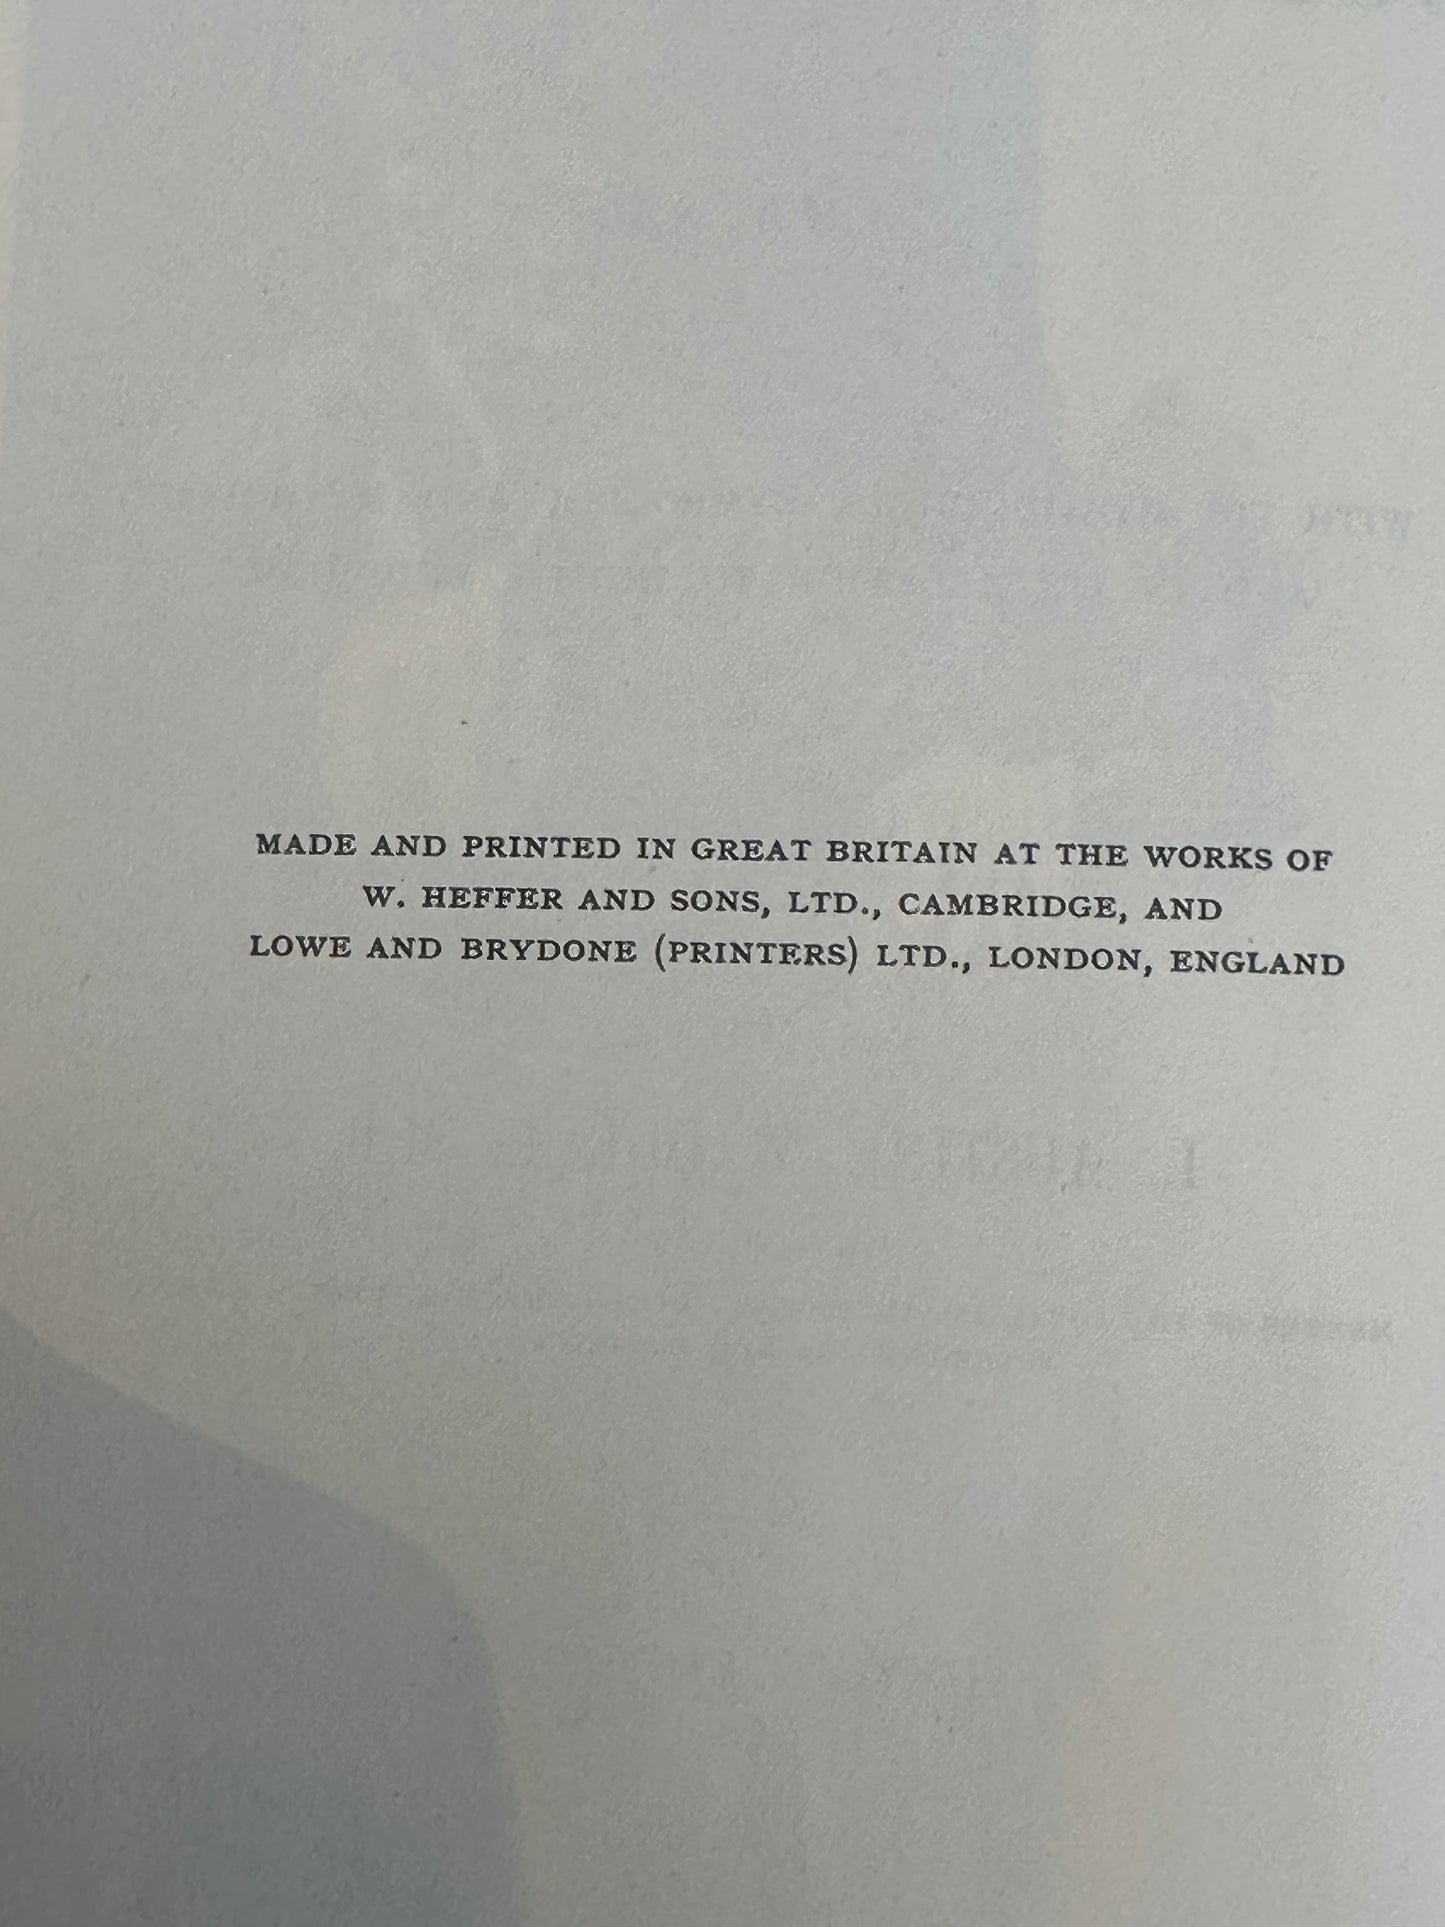 MADE AND PRINTED IN GREAT BRITAIN AT THE WORKS OF
W. HEFFER AND SONS, LTD., CAMBRIDGE, AND
LOWE AND BRYDONE (PRINTERS) LTD., LONDON, ENGLAND